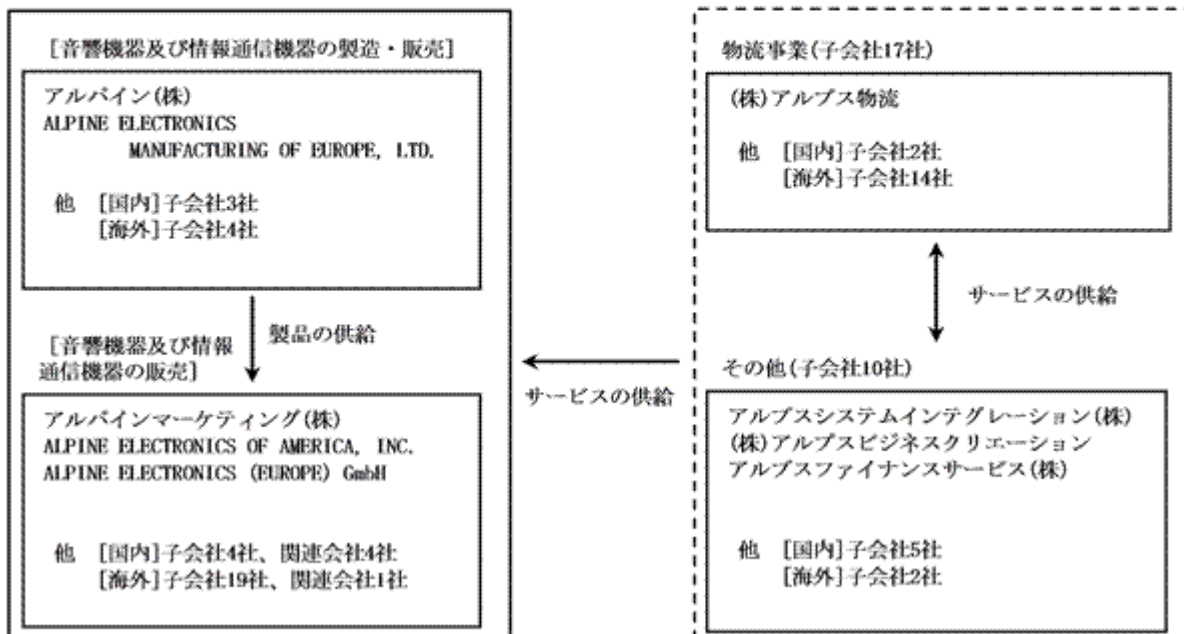 [音響機器及び情報通信機器の製造・販売]
アルパイン(株)
ALPINE ELECTRONICS
MANUFACTURING OF EUROPE, LTD.
他 [国内]子会社3社
[海外]子会社4社
製品の供給
[音響機器及び情報
通信機器の販売]
アルパインマーケティング(株)
ALPINE ELECTRONICS OF AMERICA, INC.
ALPINE ELECTRONICS (EUROPE) GmbH
他 [国内]子会社4社、関連会社4社
[海外]子会社19社、関連会社1社
サービスの供給
物流事業(子会社17社)
(株)アルプス物流
他 [国内]子会社2社
[海外]子会社14社
サービスの供給
その他(子会社10社)
アルプスシステムインテグレーション(株)
(株)アルプスビジネスクリエーション
アルプスファイナンスサービス(株)
他 [国内]子会社5社
[海外]子会社2社